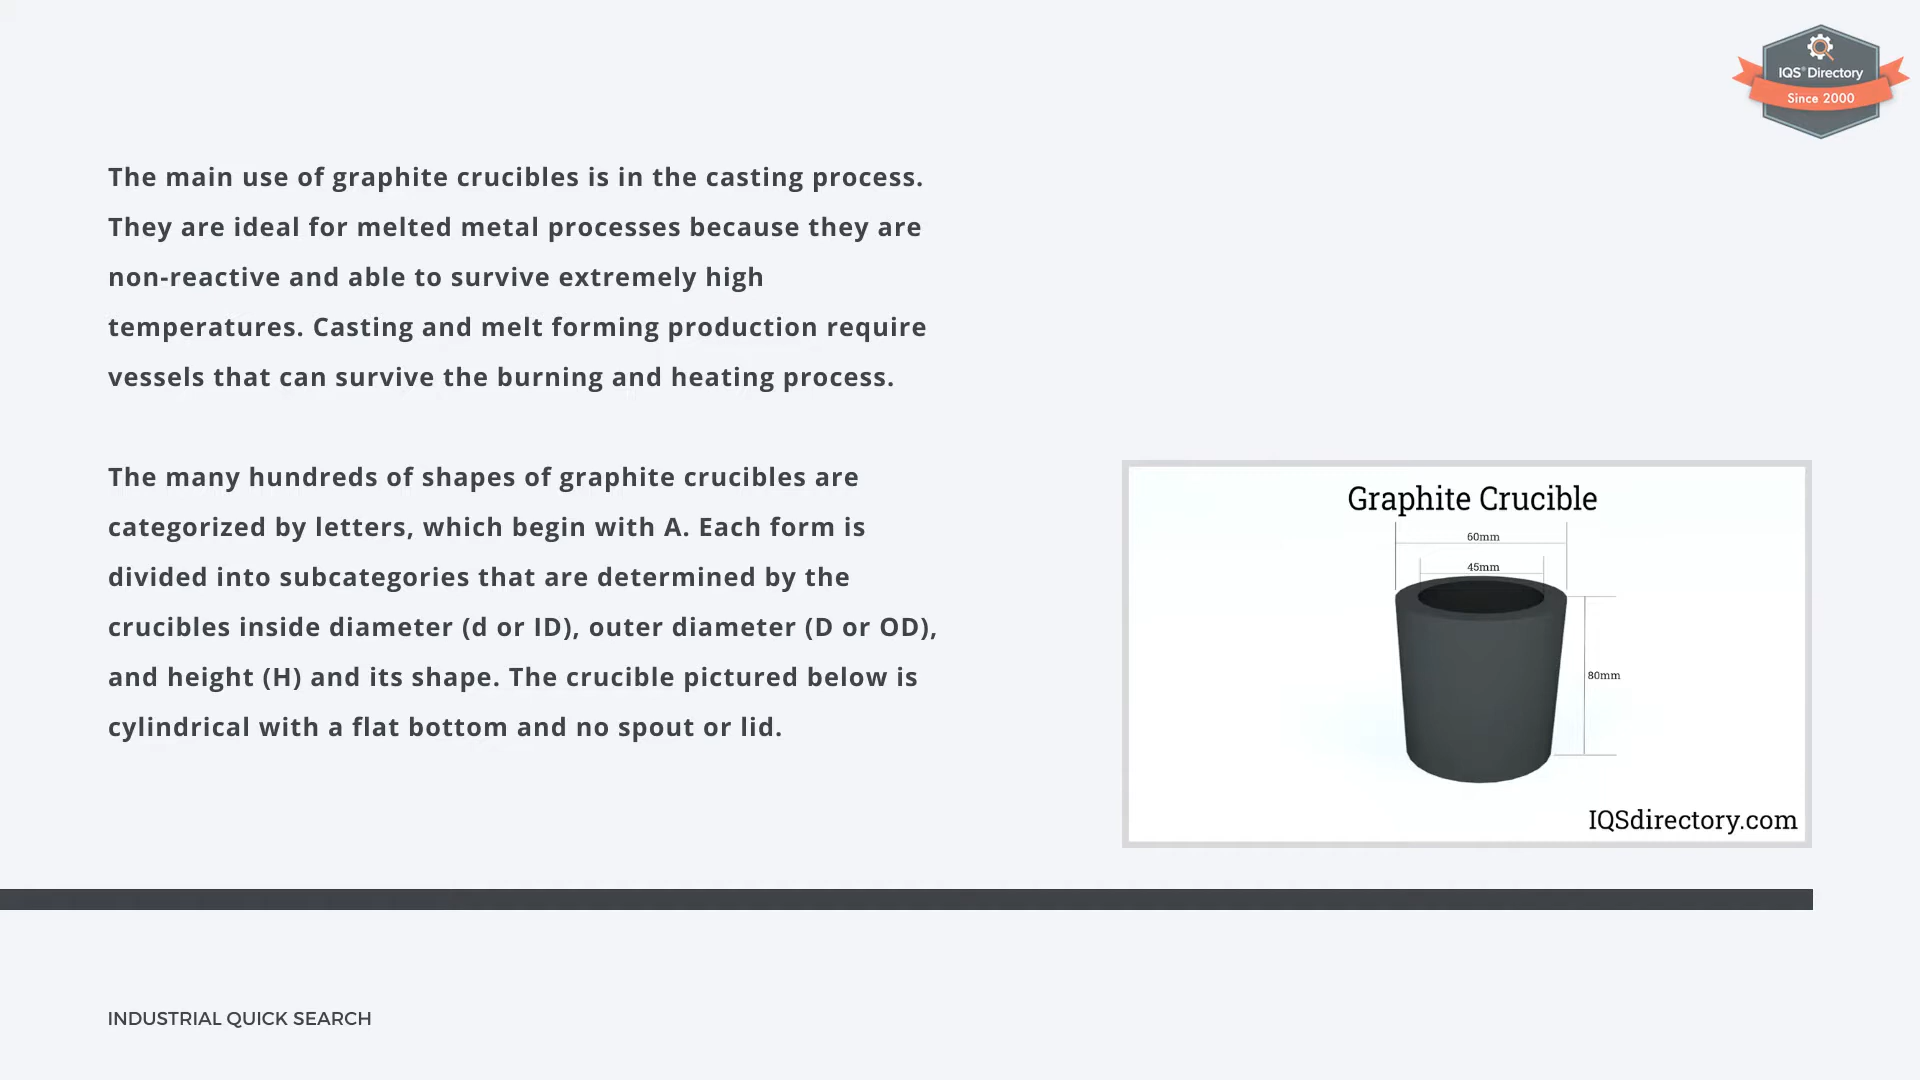 IQS® Directory
Since 2000
The main use of graphite crucibles is in the casting process.
They are ideal for melted metal processes because they are
non-reactive and able to survive extremely high
temperatures. Casting and melt forming production require
vessels that can survive the burning and heating process.
The many hundreds of shapes of graphite crucibles are
categorized by letters, which begin with A. Each form is
divided into subcategories that are determined by the
crucibles inside diameter (d or ID), outer diameter (D or OD),
and height (H) and its shape. The crucible pictured below is
cylindrical with a flat bottom and no spout or lid.
Graphite Crucible
60mm
45mm
80mm
IQSdirectory.com
INDUSTRIAL QUICK SEARCH